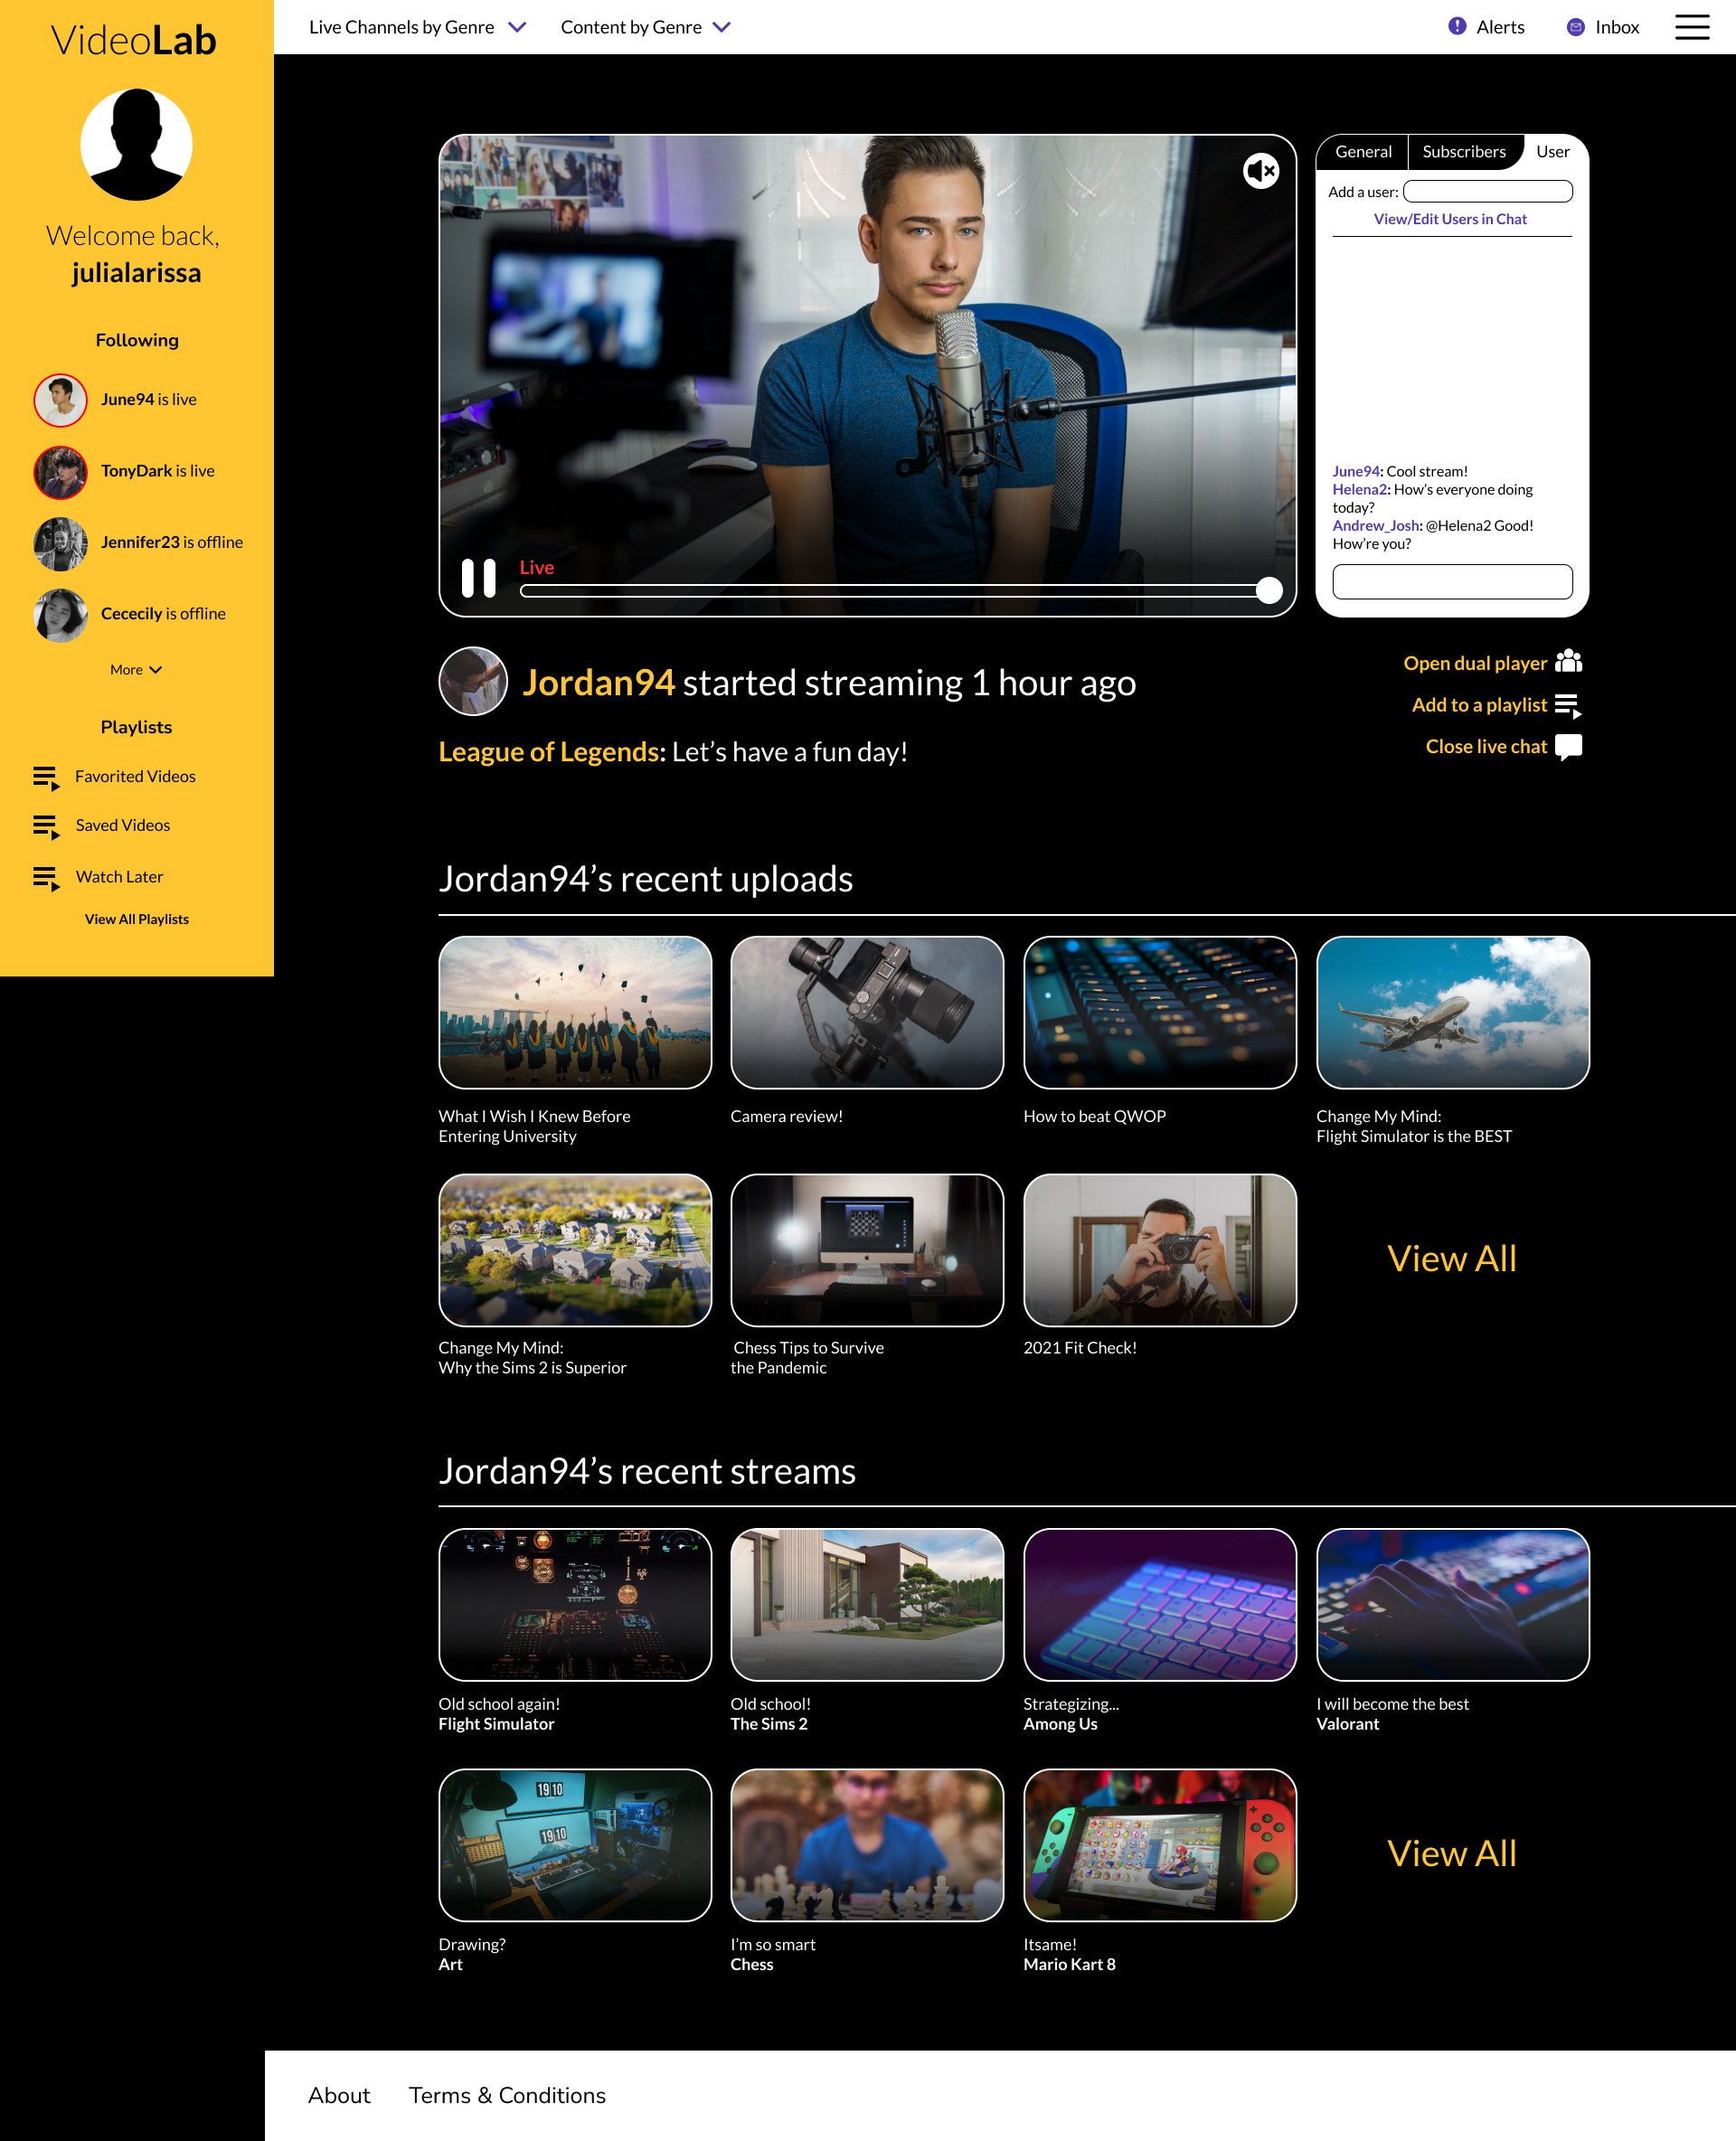 VideoLab
Live Channels by Genre
Content by Genre
Alerts
Inbox
Welcome back,
julialarissa
Following
June94 is live
TonyDark is live
Jennifer23 is offline
Cececily is offline
More
Playlists
Favorited Videos
Saved Videos
Watch Later
View All Playlists
Live
General
Subscribers
User
Add a user:
View/Edit Users in Chat
June94: Cool stream!
Helena2: How's everyone doing
today?
Andrew_Josh: @Helena2 Good!
How're you?
Jordan94 started streaming 1 hour ago
League of Legends: Let's have a fun day!
Open dual player
Add to a playlist
Close live chat
Jordan94's recent uploads
What I Wish I Knew Before
Entering University
Camera review!
How to beat QWOP
Change My Mind:
Flight Simulator is the BEST
Change My Mind:
Why the Sims 2 is Superior
Chess Tips to Survive
the Pandemic
2021 Fit Check!
View All
Jordan94's recent streams
Old school again!
Flight Simulator
Old school!
The Sims 2
Strategizing...
Among Us
I will become the best
Valorant
19 10
19 10
Drawing?
Art
I'm so smart
Chess
Itsame!
Mario Kart 8
View All
About
Terms & Conditions